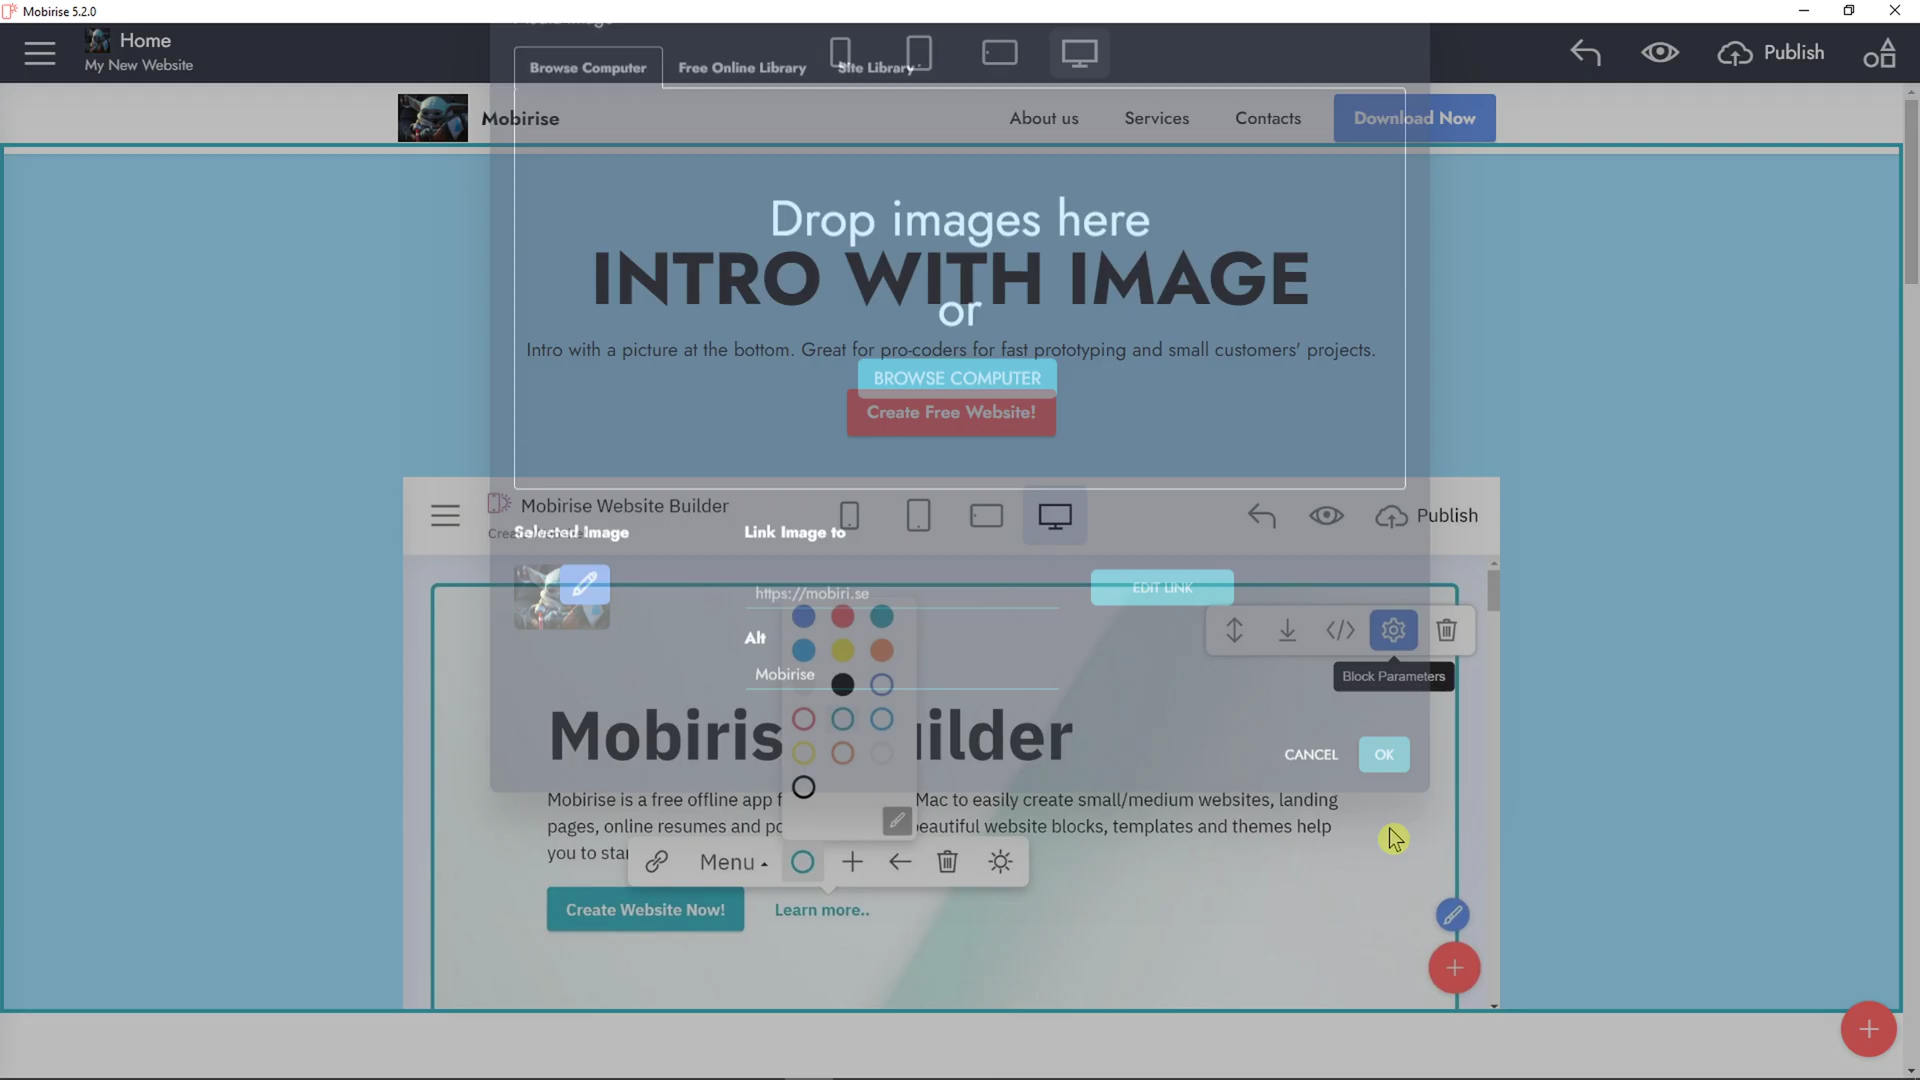 Mobirise 5.2.0
Home
My New Website
Publish
Media Image
Browse Computer
Free Online Library
Site Library
Mobirise
About us
Services
Contacts
Download Now
Drop images here
INTRO WITH IMAGE
or
Intro with a picture at the bottom. Great for pro-coders for fast prototyping and small customers' projects.
BROWSE COMPUTER
Create Free Website!
Mobirise Website Builder
Publish
Selected Image
Link Image to
https://mobiri.se
EDIT LINK
Alt
Mobirise
Block Parameters
Mobiris uilder
CANCEL
OK
Mobirise is a free offline app f Mac to easily create small/medium websites, landing
pages, online resumes and po beautiful website blocks, templates and themes help
you to star
Menu
Create Website Now!
Learn more..